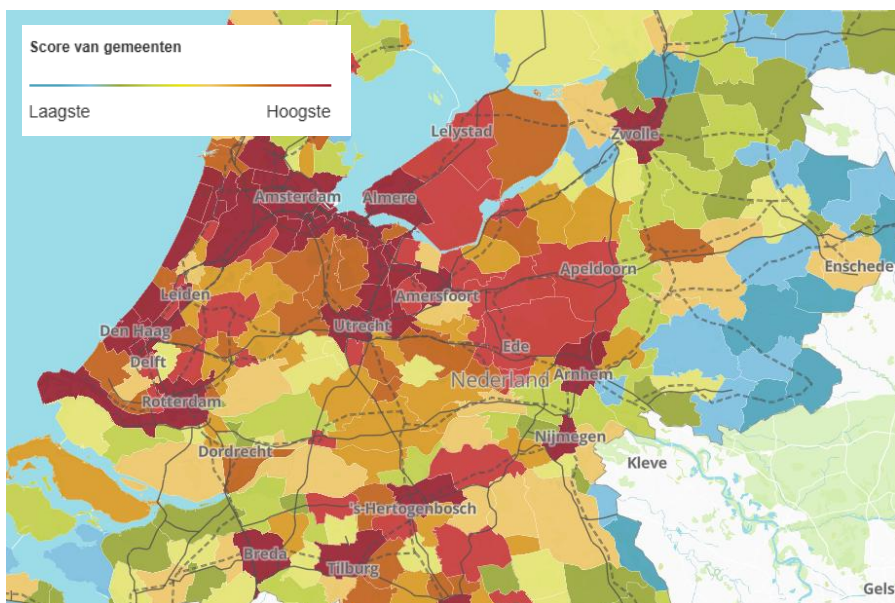 Score van gemeenten
Laagste
Hoogste
Lelystad
Zwolle
Amsterdam
Almere
Apeldoorn
Enschede
Leiden
Amersfoort
Den Haag
Utrecht
Delft
Ede
Arnhem
Nederland
Rotterdam
Nijmegen
Dordrecht
Kleve
's-Hertogenbosch
Breda
Tilburg
Gels